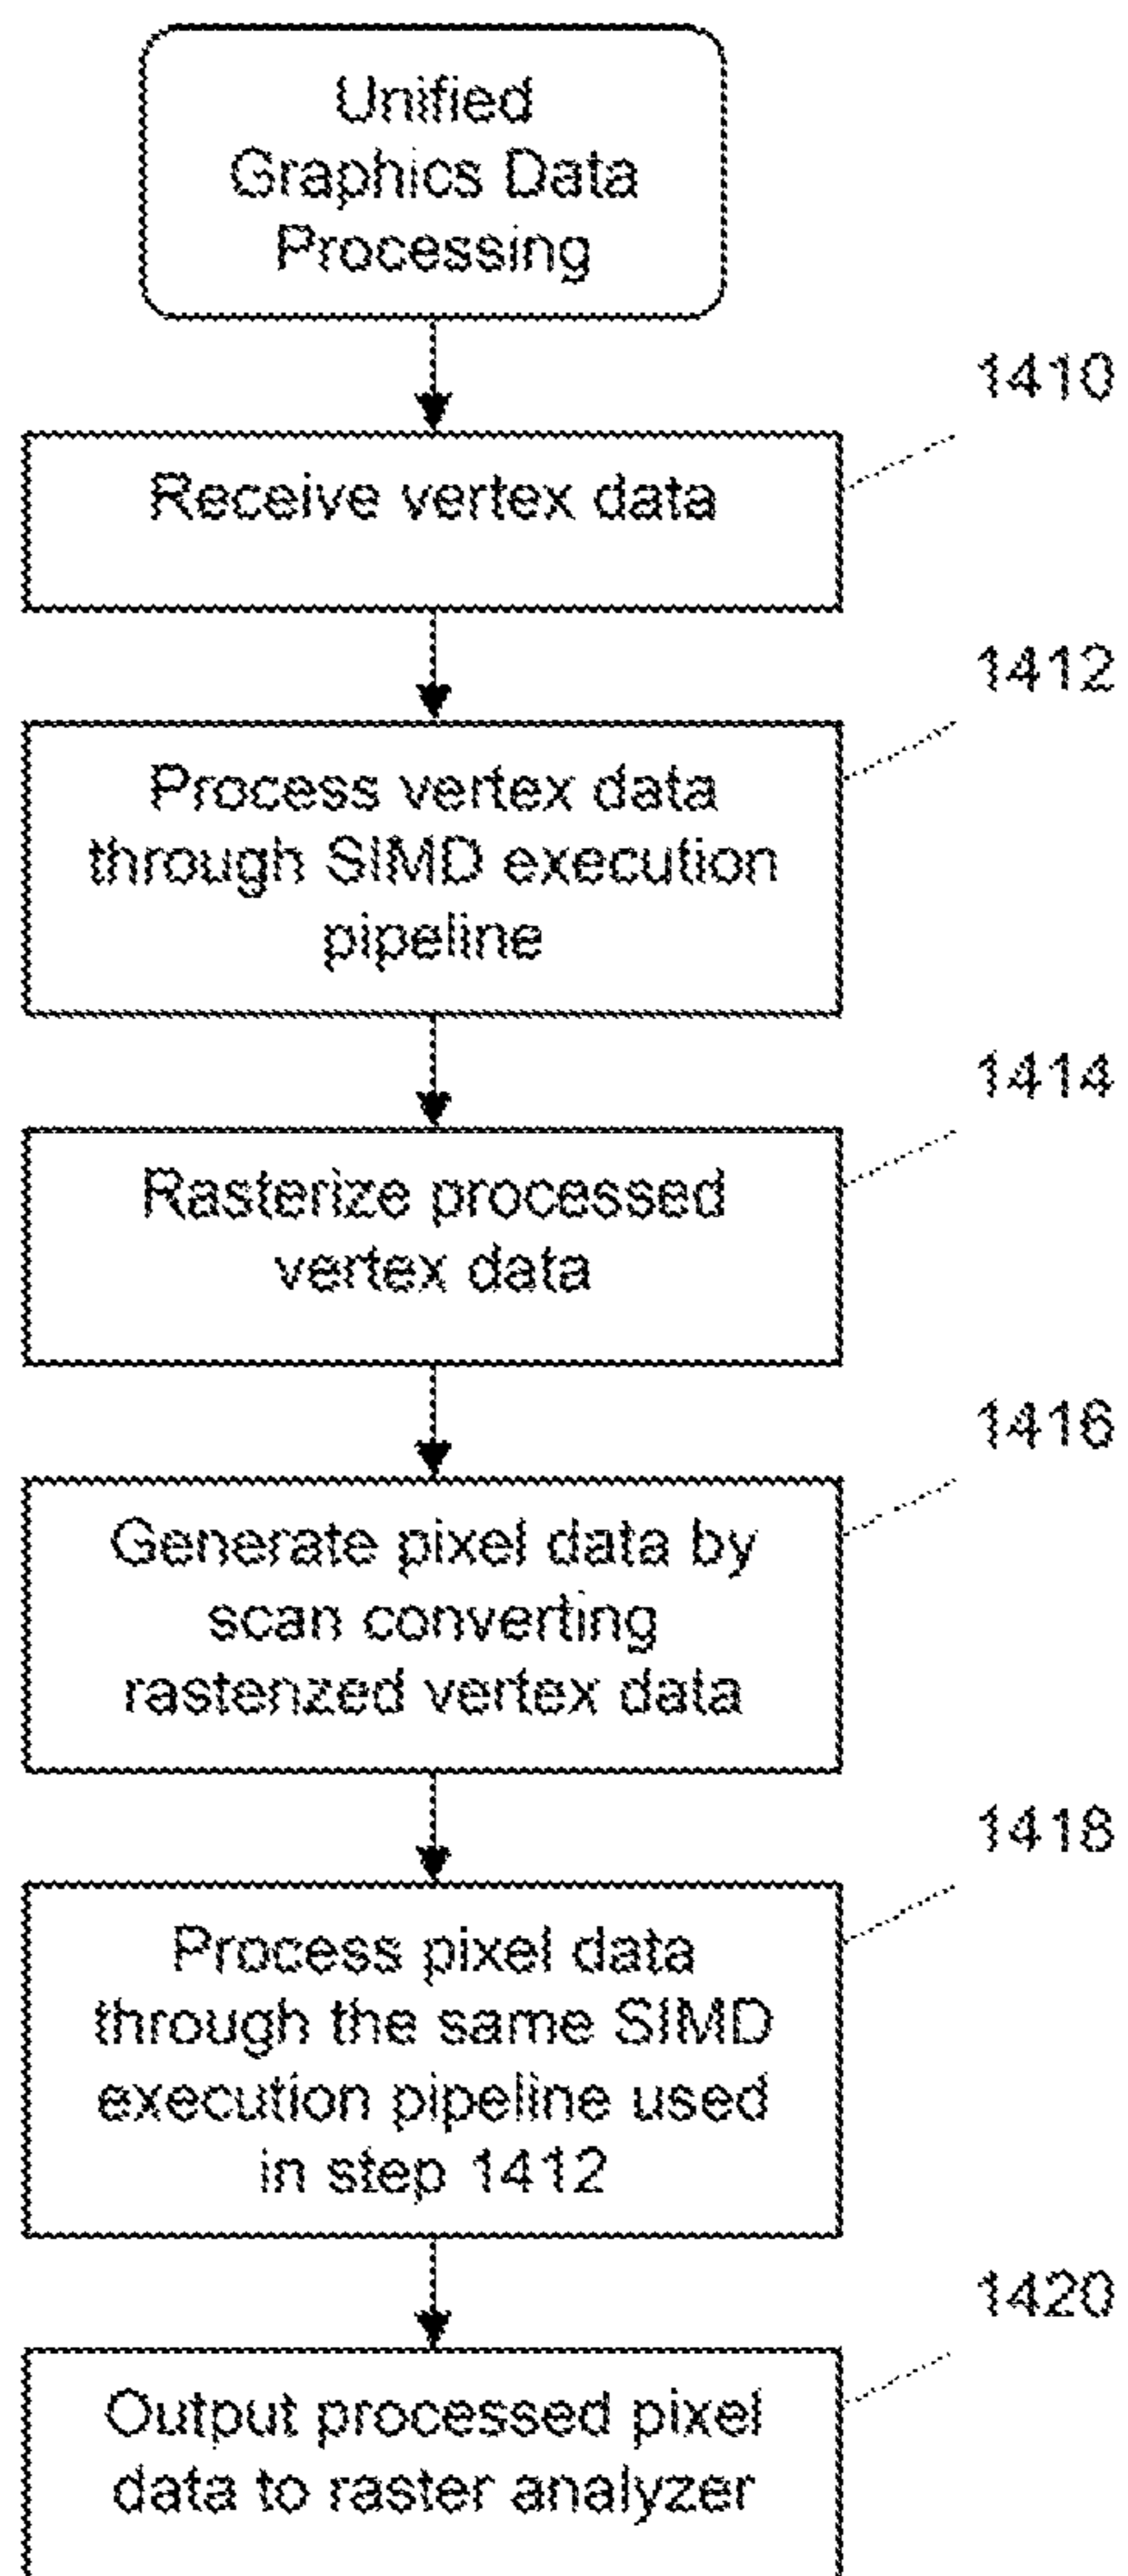 Unified
Graphics Data
Processing
1410
Receive vertex data
1412
Process vertex data
through SIMD execution
pipeline
1414
Rasterize processed
vertex data
1416
Generate pixel data by
scan converting
rastenzed vertex data
1418
Process pixel data
through the same SIMD
execution pipeline used
in step 1412
1420
Output processed pixel
data to raster analyzer